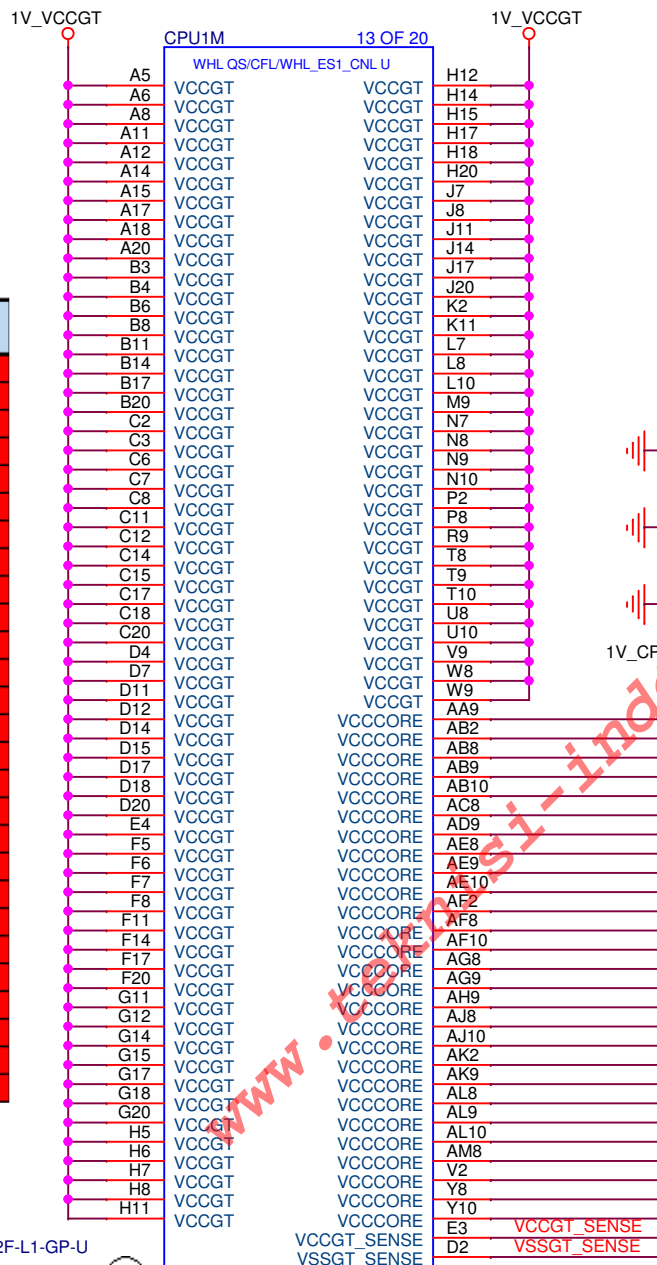 1V_VCCGT 1V_VCCGT
CPU1M 13 OF 20
WHL QS/CFL/WHL_ES1_CNL U
A5 VCCGT VCCGT H12
A6 VCCGT VCCGT H14
A8 VCCGT VCCGT H15
A11 VCCGT VCCGT H17
A12 VCCGT VCCGT H18
A14 VCCGT VCCGT H20
A15 VCCGT VCCGT J7
A17 VCCGT VCCGT J8
A18 VCCGT VCCGT J11
A20 VCCGT VCCGT J14
B3 VCCGT VCCGT J17
B4 VCCGT VCCGT J20
B6 VCCGT VCCGT K2
B8 VCCGT VCCGT K11
B11 VCCGT VCCGT L7
B14 VCCGT VCCGT L8
B17 VCCGT VCCGT L10
B20 VCCGT VCCGT M9
C2 VCCGT VCCGT N7
C3 VCCGT VCCGT N8
C6 VCCGT VCCGT N9
C7 VCCGT VCCGT N10
C8 VCCGT VCCGT P2
C11 VCCGT VCCGT P8
C12 VCCGT VCCGT R9
C14 VCCGT VCCGT T8
C15 VCCGT VCCGT T9
C17 VCCGT VCCGT T10
C18 VCCGT VCCGT U8
C20 VCCGT VCCGT U10
D4 VCCGT VCCGT V9
D7 VCCGT VCCGT W8
D11 VCCGT VCCGT W9
D12 VCCGT VCCCORE AA9
D14 VCCGT VCCCORE AB2
D15 VCCGT VCCCORE AB8
D17 VCCGT VCCCORE AB9
D18 VCCGT VCCCORE AB10
D20 VCCGT VCCCORE AC8
E4 VCCGT VCCCORE AD9
F5 VCCGT VCCCORE AE8
F6 VCCGT VCCCORE AE9
F7 VCCGT VCCCORE AE10
F8 VCCGT VCCCORE AF2
F11 VCCGT VCCCORE AF8
F14 VCCGT VCCCORE AF10
F17 VCCGT VCCCORE AG8
F20 VCCGT VCCCORE AG9
G11 VCCGT VCCCORE AH9
G12 VCCGT VCCCORE AJ8
G14 VCCGT VCCCORE AJ10
G15 VCCGT VCCCORE AK2
G17 VCCGT VCCCORE AK9
G18 VCCGT VCCCORE AL8
G20 VCCGT VCCCORE AL9
H5 VCCGT VCCCORE AL10
H6 VCCGT VCCCORE AM8
H7 VCCGT VCCCORE V2
H8 VCCGT VCCCORE Y8
H11 VCCGT VCCCORE Y10
VCCGT_SENSE E3 VCCGT_SENSE
VSSGT_SENSE D2 VSSGT_SENSE
2F-L1-GP-U
1V_CP
www.teknisi-indo